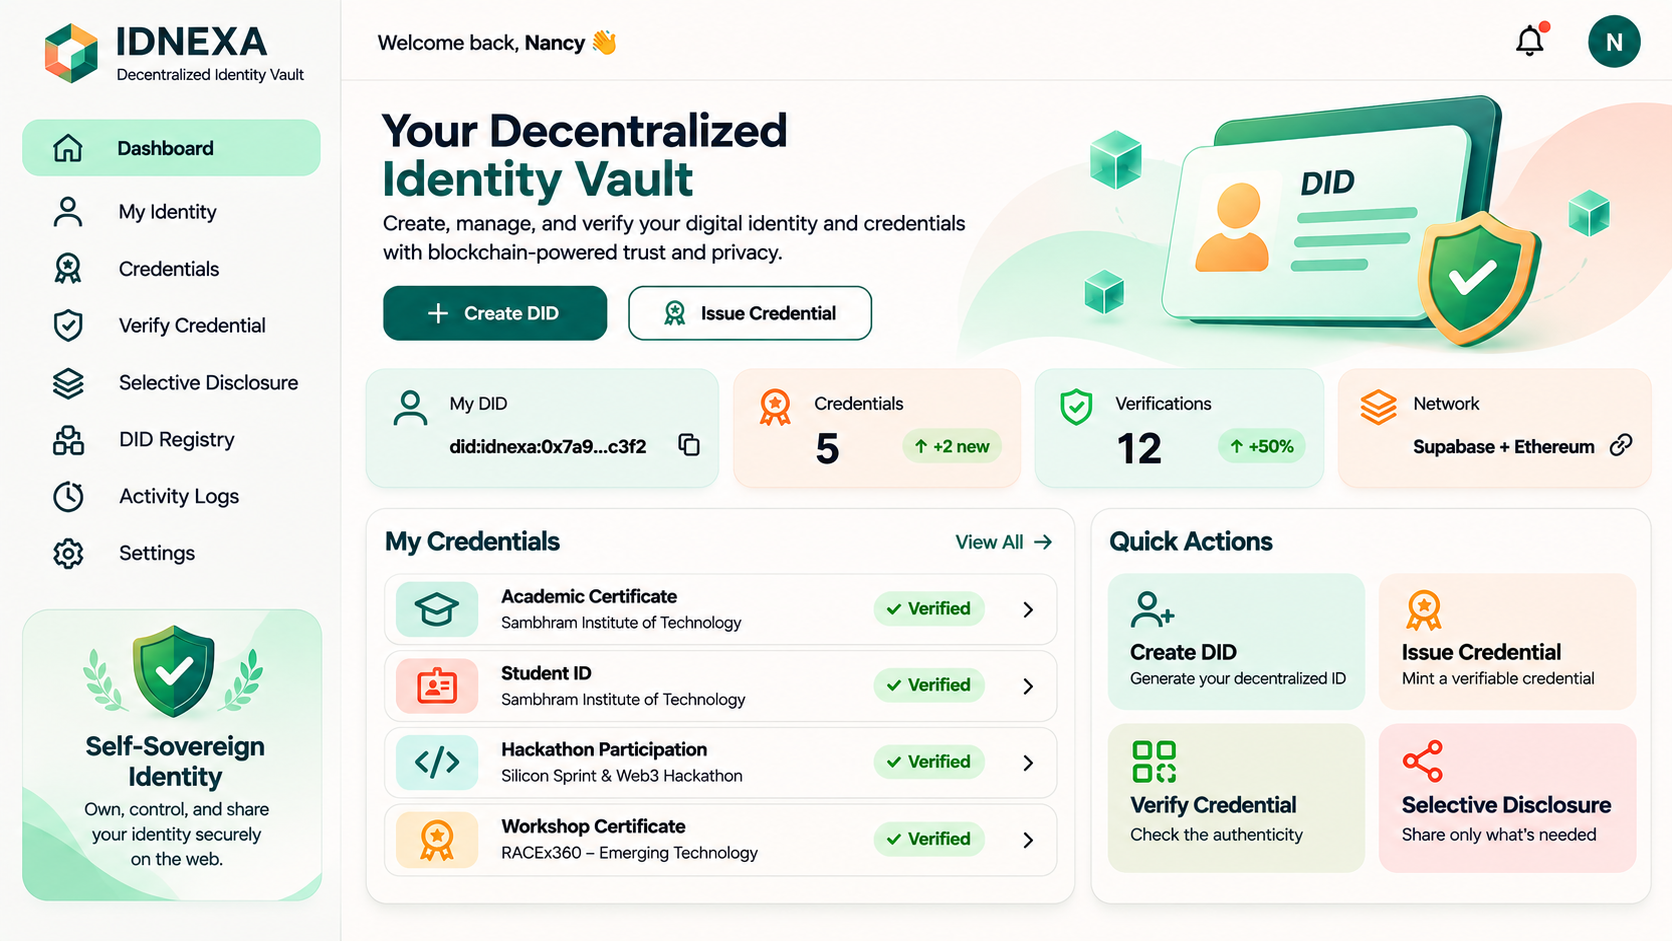 IDNEXA
Decentralized Identity Vault
Dashboard
My Identity
Credentials
Verify Credential
Selective Disclosure
DID Registry
Activity Logs
Settings
Self-Sovereign
Identity
Own, control, and share
your identity securely
on the web.
Welcome back, Nancy 👋
N
Your Decentralized
Identity Vault
Create, manage, and verify your digital identity and credentials
with blockchain-powered trust and privacy.
Create DID
Issue Credential
DID
My DID
did:idnexa:0x7a9...c3f2
Credentials
5
↑ +2 new
Verifications
12
↑ +50%
Network
Supabase + Ethereum
My Credentials
View All →
Academic Certificate
Sambhram Institute of Technology
✓ Verified
Student ID
Sambhram Institute of Technology
✓ Verified
Hackathon Participation
Silicon Sprint & Web3 Hackathon
✓ Verified
Workshop Certificate
RACEx360 – Emerging Technology
✓ Verified
Quick Actions
Create DID
Generate your decentralized ID
Issue Credential
Mint a verifiable credential
Verify Credential
Check the authenticity
Selective Disclosure
Share only what's needed